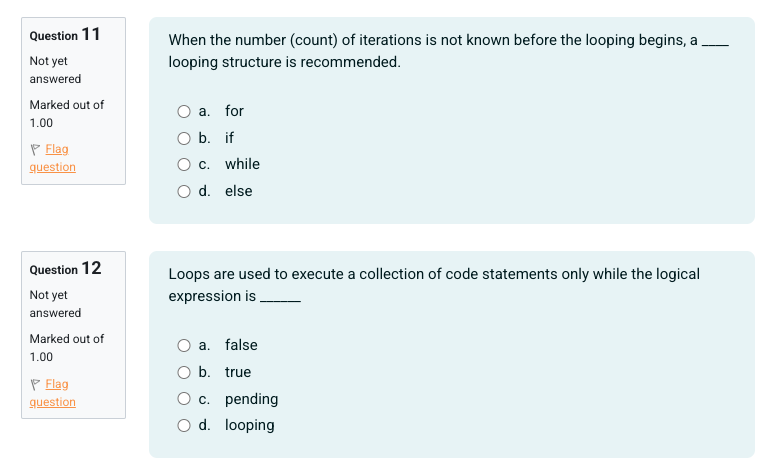 Question 11
Not yet
answered
Marked out of
1.00
Flag
question
When the number (count) of iterations is not known before the looping begins, a ____
looping structure is recommended.
a. for
b. if
c. while
d. else
Question 12
Not yet
answered
Marked out of
1.00
Flag
question
Loops are used to execute a collection of code statements only while the logical
expression is ______
a. false
b. true
c. pending
d. looping